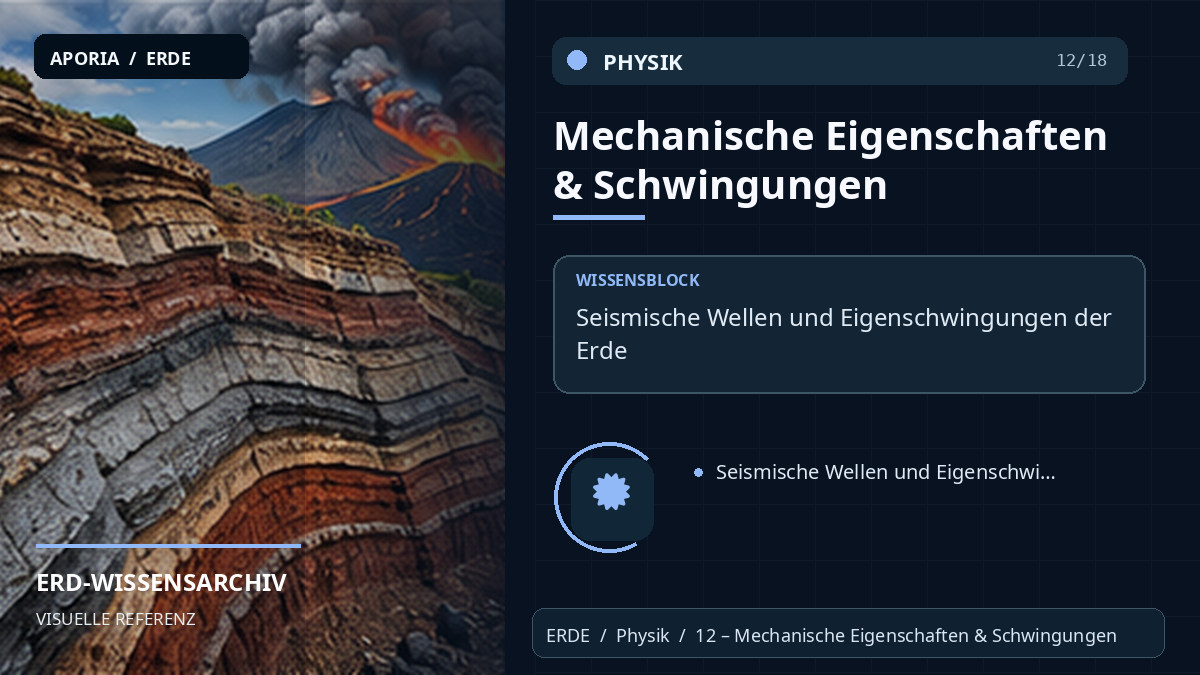 APORIA / ERDE
ERD-WISSENSARCHIV
VISUELLE REFERENZ
PHYSIK
12/18
Mechanische Eigenschaften
& Schwingungen
WISSENSBLOCK
Seismische Wellen und Eigenschwingungen der
Erde
Seismische Wellen und Eigenschwi...
ERDE / Physik / 12 – Mechanische Eigenschaften & Schwingungen